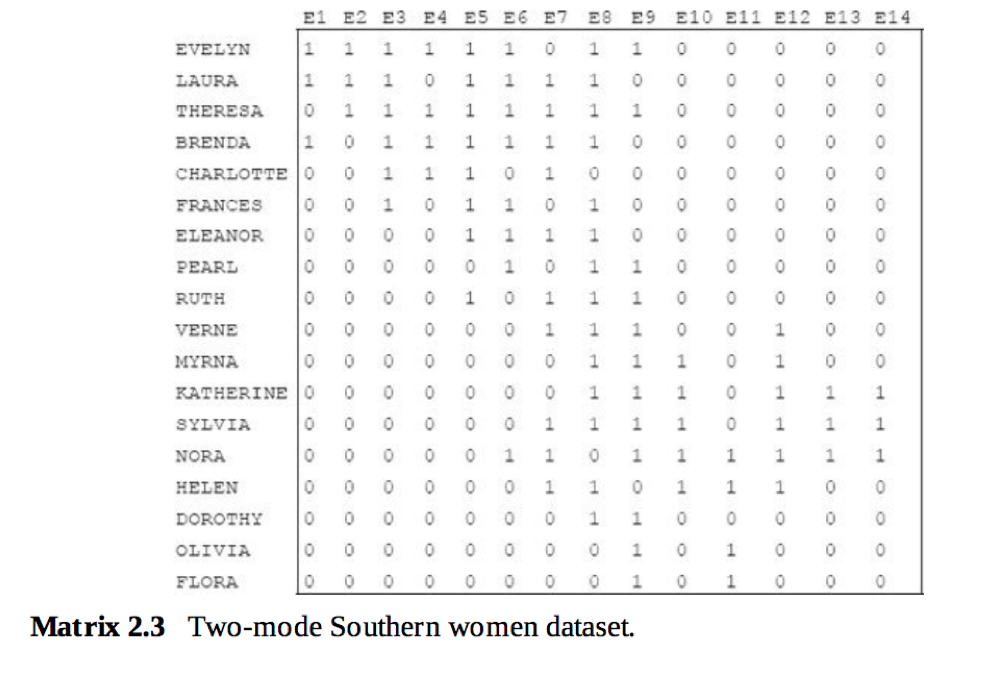 E1 E2 E3 E4 E5 E6 E7 E8 E9 E10 E11 E12 E13 E14
EVELYN 1 1 1 1 1 1 0 1 1 0 0 0 0 0
LAURA 1 1 1 0 1 1 1 1 0 0 0 0 0 0
THERESA 0 1 1 1 1 1 1 1 1 0 0 0 0 0
BRENDA 1 0 1 1 1 1 1 1 0 0 0 0 0 0
CHARLOTTE 0 0 1 1 1 0 1 0 0 0 0 0 0 0
FRANCES 0 0 1 0 1 1 0 1 0 0 0 0 0 0
ELEANOR 0 0 0 0 1 1 1 1 0 0 0 0 0 0
PEARL 0 0 0 0 0 1 0 1 1 0 0 0 0 0
RUTH 0 0 0 0 1 0 1 1 1 0 0 0 0 0
VERNE 0 0 0 0 0 0 1 1 1 0 0 1 0 0
MYRNA 0 0 0 0 0 0 0 1 1 1 0 1 0 0
KATHERINE 0 0 0 0 0 0 0 1 1 1 0 1 1 1
SYLVIA 0 0 0 0 0 0 1 1 1 1 0 1 1 1
NORA 0 0 0 0 0 1 1 0 1 1 1 1 1 1
HELEN 0 0 0 0 0 0 1 1 0 1 1 1 0 0
DOROTHY 0 0 0 0 0 0 0 1 1 0 0 0 0 0
OLIVIA 0 0 0 0 0 0 0 0 1 0 1 0 0 0
FLORA 0 0 0 0 0 0 0 0 1 0 1 0 0 0
Matrix 2.3 Two-mode Southern women dataset.